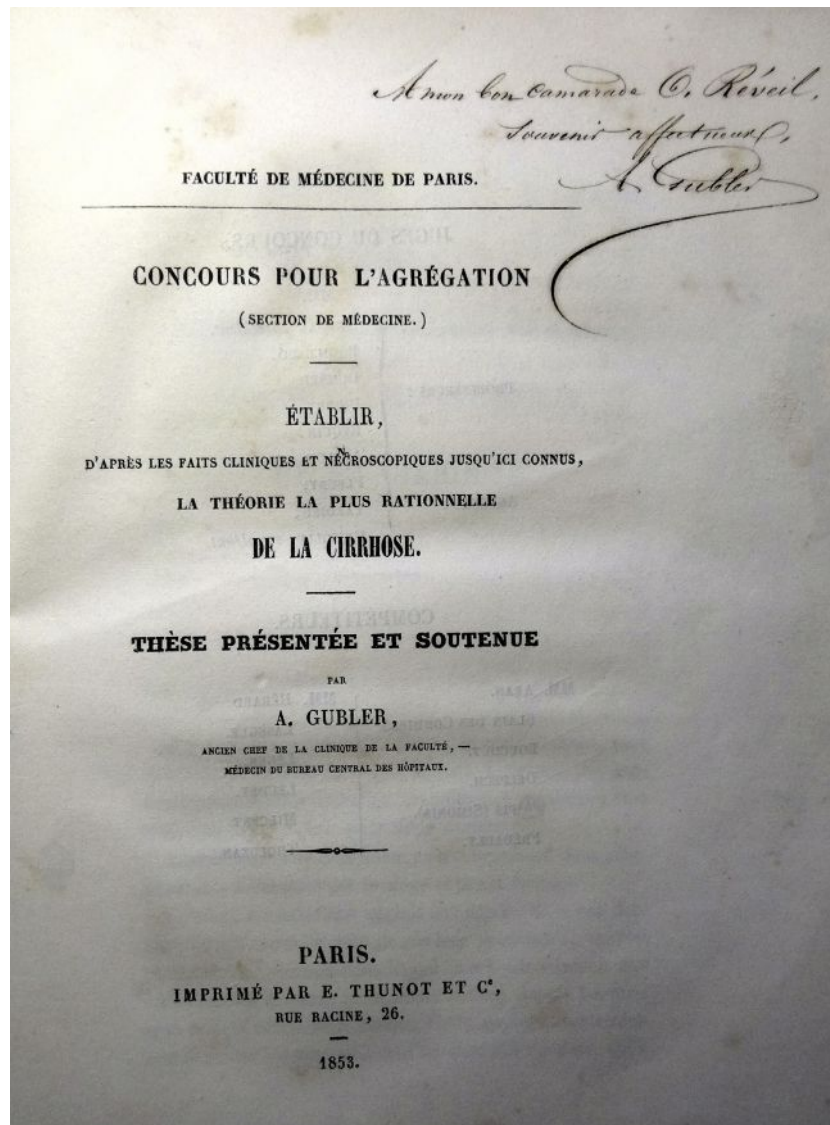 A mon bon camarade O. Réveil,
Souvenir affectueux,
A Gubler
FACULTÉ DE MÉDECINE DE PARIS.
CONCOURS POUR L'AGRÉGATION
(SECTION DE MÉDECINE.)
ÉTABLIR,
D'APRÈS LES FAITS CLINIQUES ET NÉCROSCOPIQUES JUSQU'ICI CONNUS,
LA THÉORIE LA PLUS RATIONNELLE
DE LA CIRRHOSE.
THÈSE PRÉSENTÉE ET SOUTENUE
PAR
A. GUBLER,
ANCIEN CHEF DE LA CLINIQUE DE LA FACULTÉ, —
MÉDECIN DU BUREAU CENTRAL DES HÔPITAUX.
PARIS.
IMPRIMÉ PAR E. THUNOT ET Cᵉ,
RUE RACINE, 26.
1853.